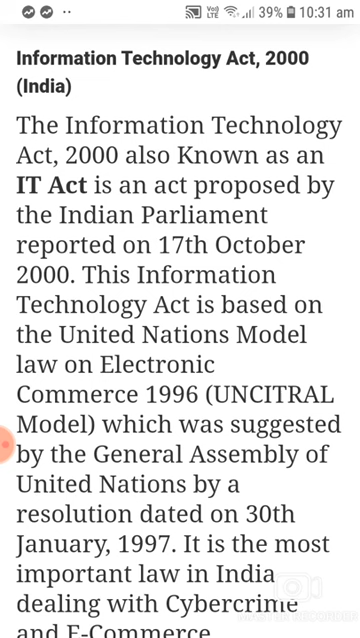 39% 10:31 am
Information Technology Act, 2000
(India)
The Information Technology
Act, 2000 also Known as an
IT Act is an act proposed by
the Indian Parliament
reported on 17th October
2000. This Information
Technology Act is based on
the United Nations Model
law on Electronic
Commerce 1996 (UNCITRAL
Model) which was suggested
by the General Assembly of
United Nations by a
resolution dated on 30th
January, 1997. It is the most
important law in India
dealing with Cybercrime
and E-Commerce